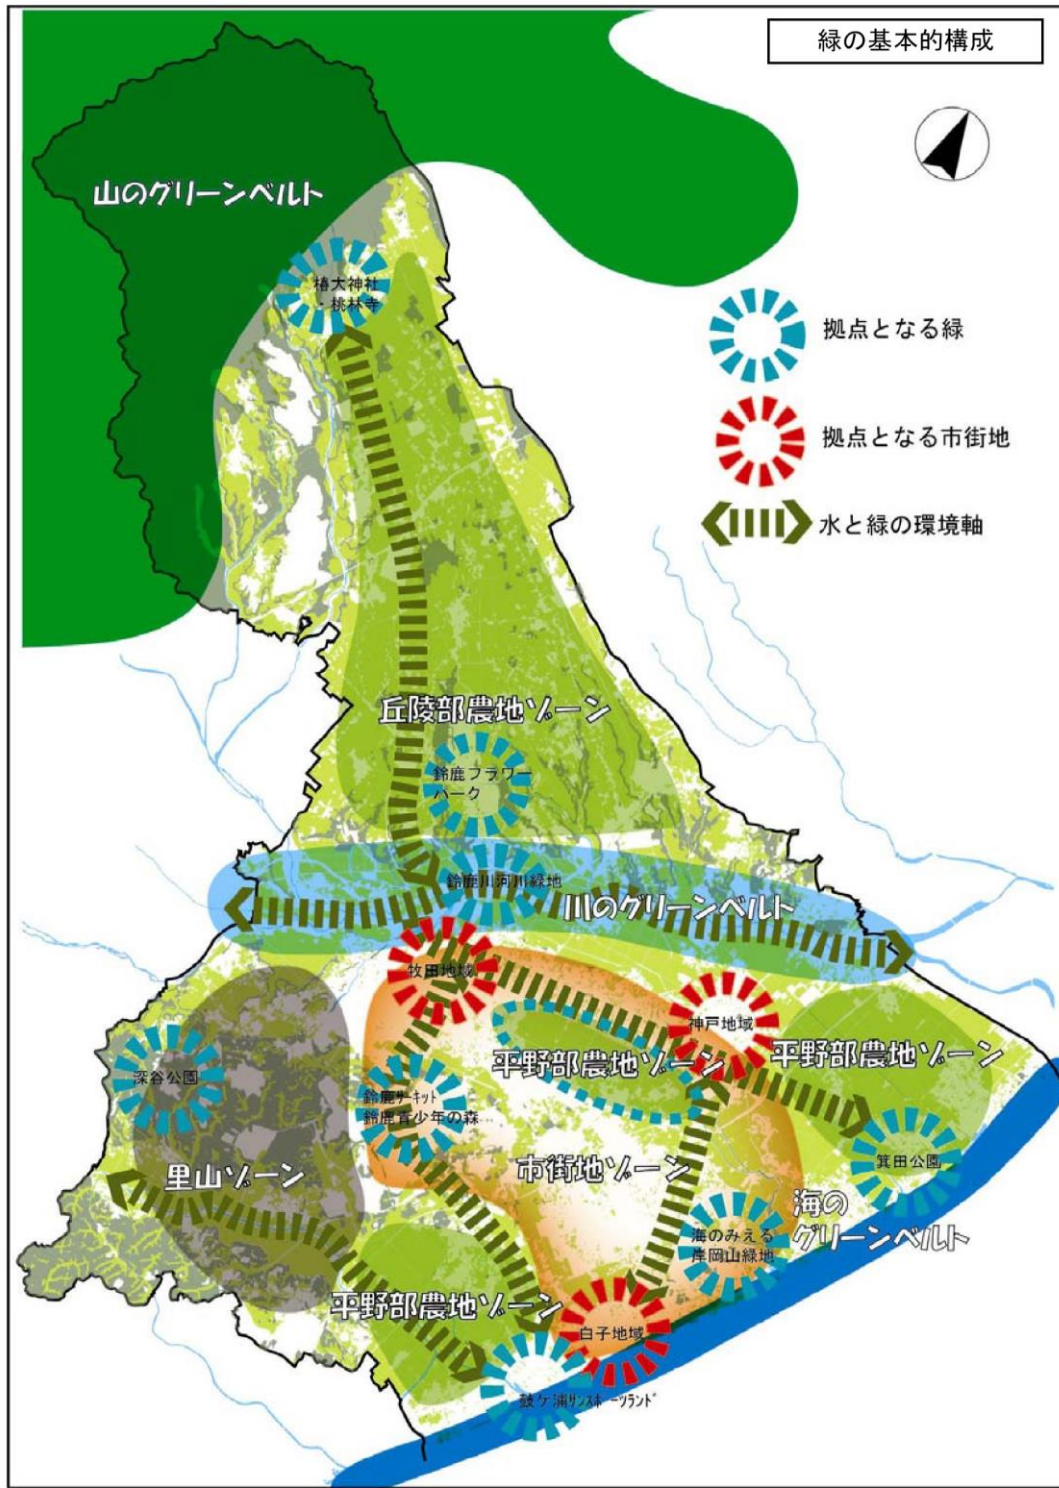 緑の基本的構成
山のグリーンベルト
椿大神社
・桃林寺
拠点となる緑
拠点となる市街地
水と緑の環境軸
丘陵部農地ゾーン
鈴鹿フラワー
パーク
鈴鹿川河川緑地
川のグリーンベルト
牧田地域
神戸地域
平野部農地ゾーン
平野部農地ゾーン
深谷公園
鈴鹿ｻｰｷｯﾄ
鈴鹿青少年の森
箕田公園
里山ゾーン
市街地ゾーン
海の
グリーンベルト
海のみえる
岸岡山緑地
平野部農地ゾーン
白子地域
鼓ケ浦ｻﾝｽﾎﾟｰﾂﾗﾝﾄﾞ